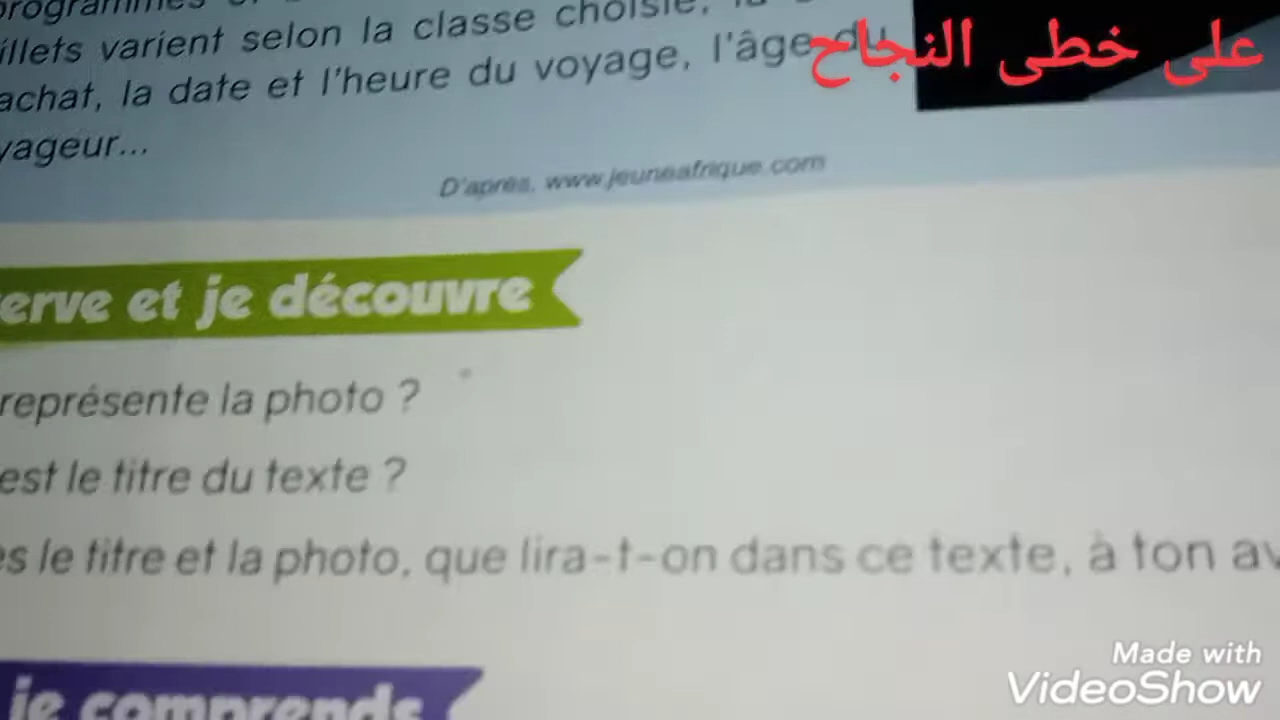 illets varient selon la classe choisie,
achat, la date et l'heure du voyage, l'âge du
على خطى النجاح
yageur...
D'après, www.jeuneafrique.com
erve et je découvre
représente la photo ?
est le titre du texte ?
es le titre et la photo, que lira-t-on dans ce texte, à ton av
je comprends
Made with
VideoShow